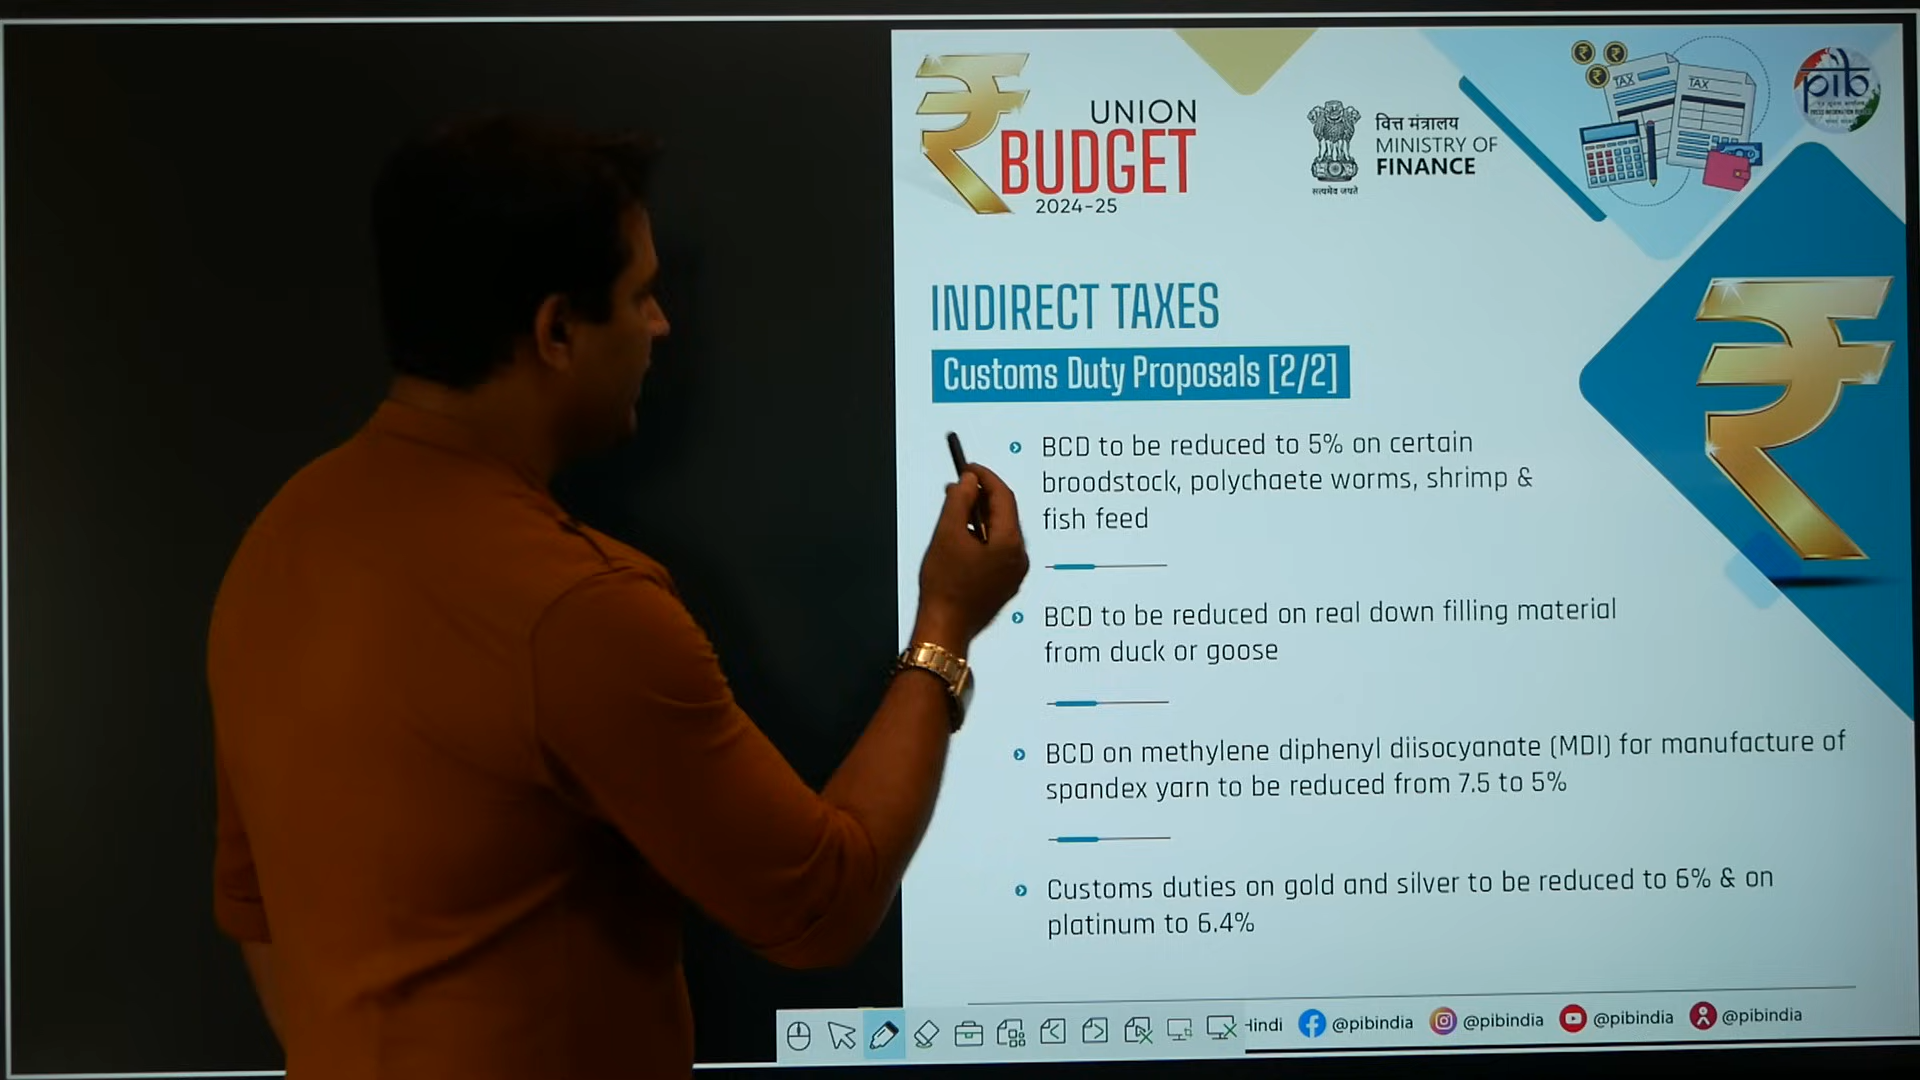 UNION
BUDGET
2024-25
वित्त मंत्रालय
MINISTRY OF
FINANCE
सत्यमेव जयते
TAX
TAX
pib
INDIRECT TAXES
Customs Duty Proposals [2/2]
BCD to be reduced to 5% on certain
broodstock, polychaete worms, shrimp &
fish feed
BCD to be reduced on real down filling material
from duck or goose
BCD on methylene diphenyl diisocyanate (MDI) for manufacture of
spandex yarn to be reduced from 7.5 to 5%
Customs duties on gold and silver to be reduced to 6% & on
platinum to 6.4%
Hindi @pibindia @pibindia @pibindia @pibindia